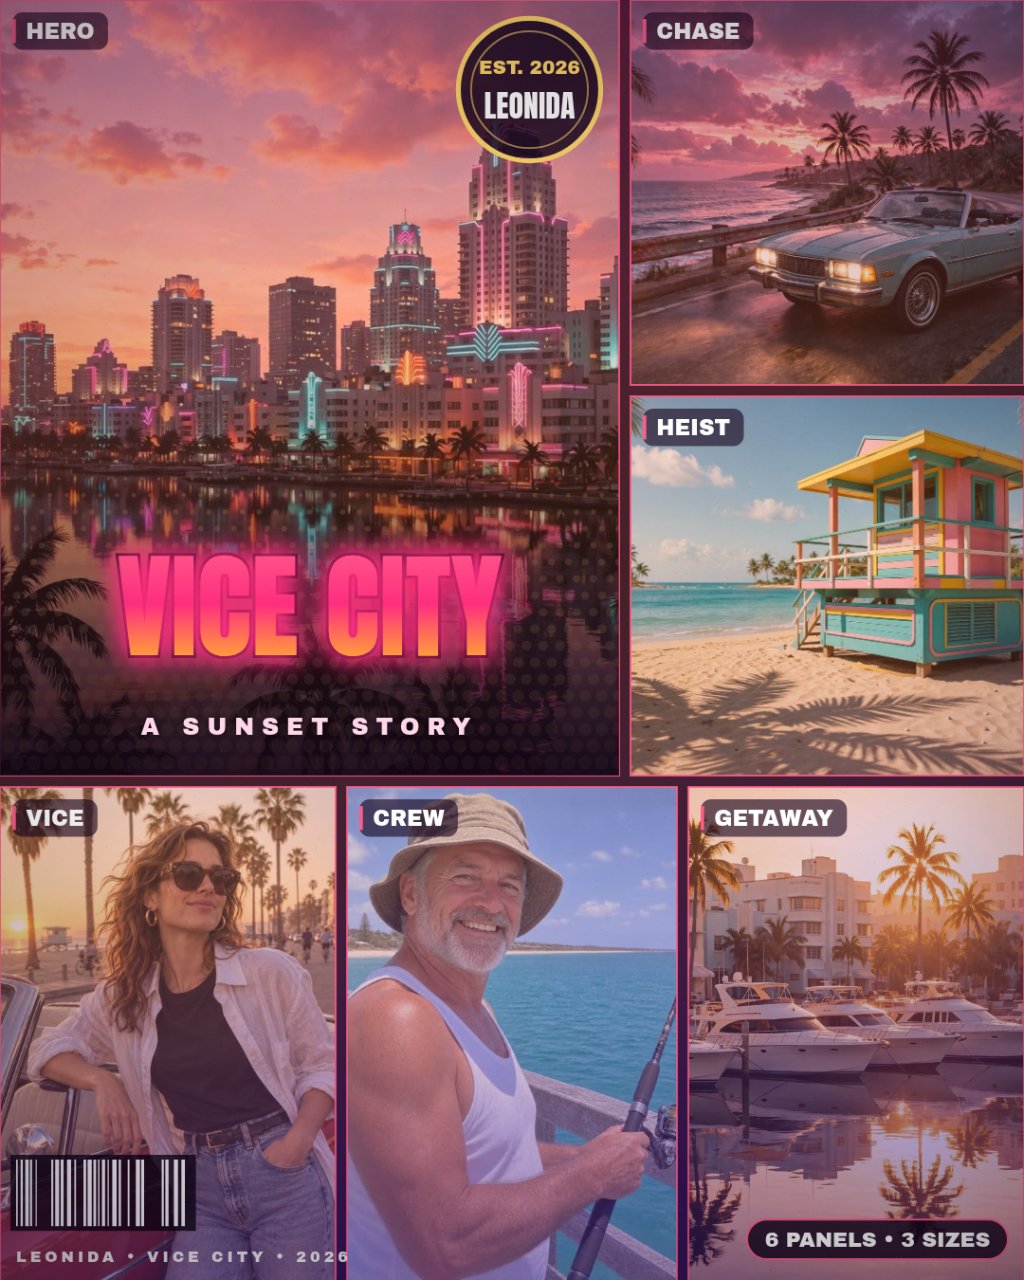 HERO
EST. 2026
LEONIDA
CHASE
HEIST
VICE CITY
A SUNSET STORY
VICE
CREW
GETAWAY
LEONIDA • VICE CITY • 2026
6 PANELS • 3 SIZES